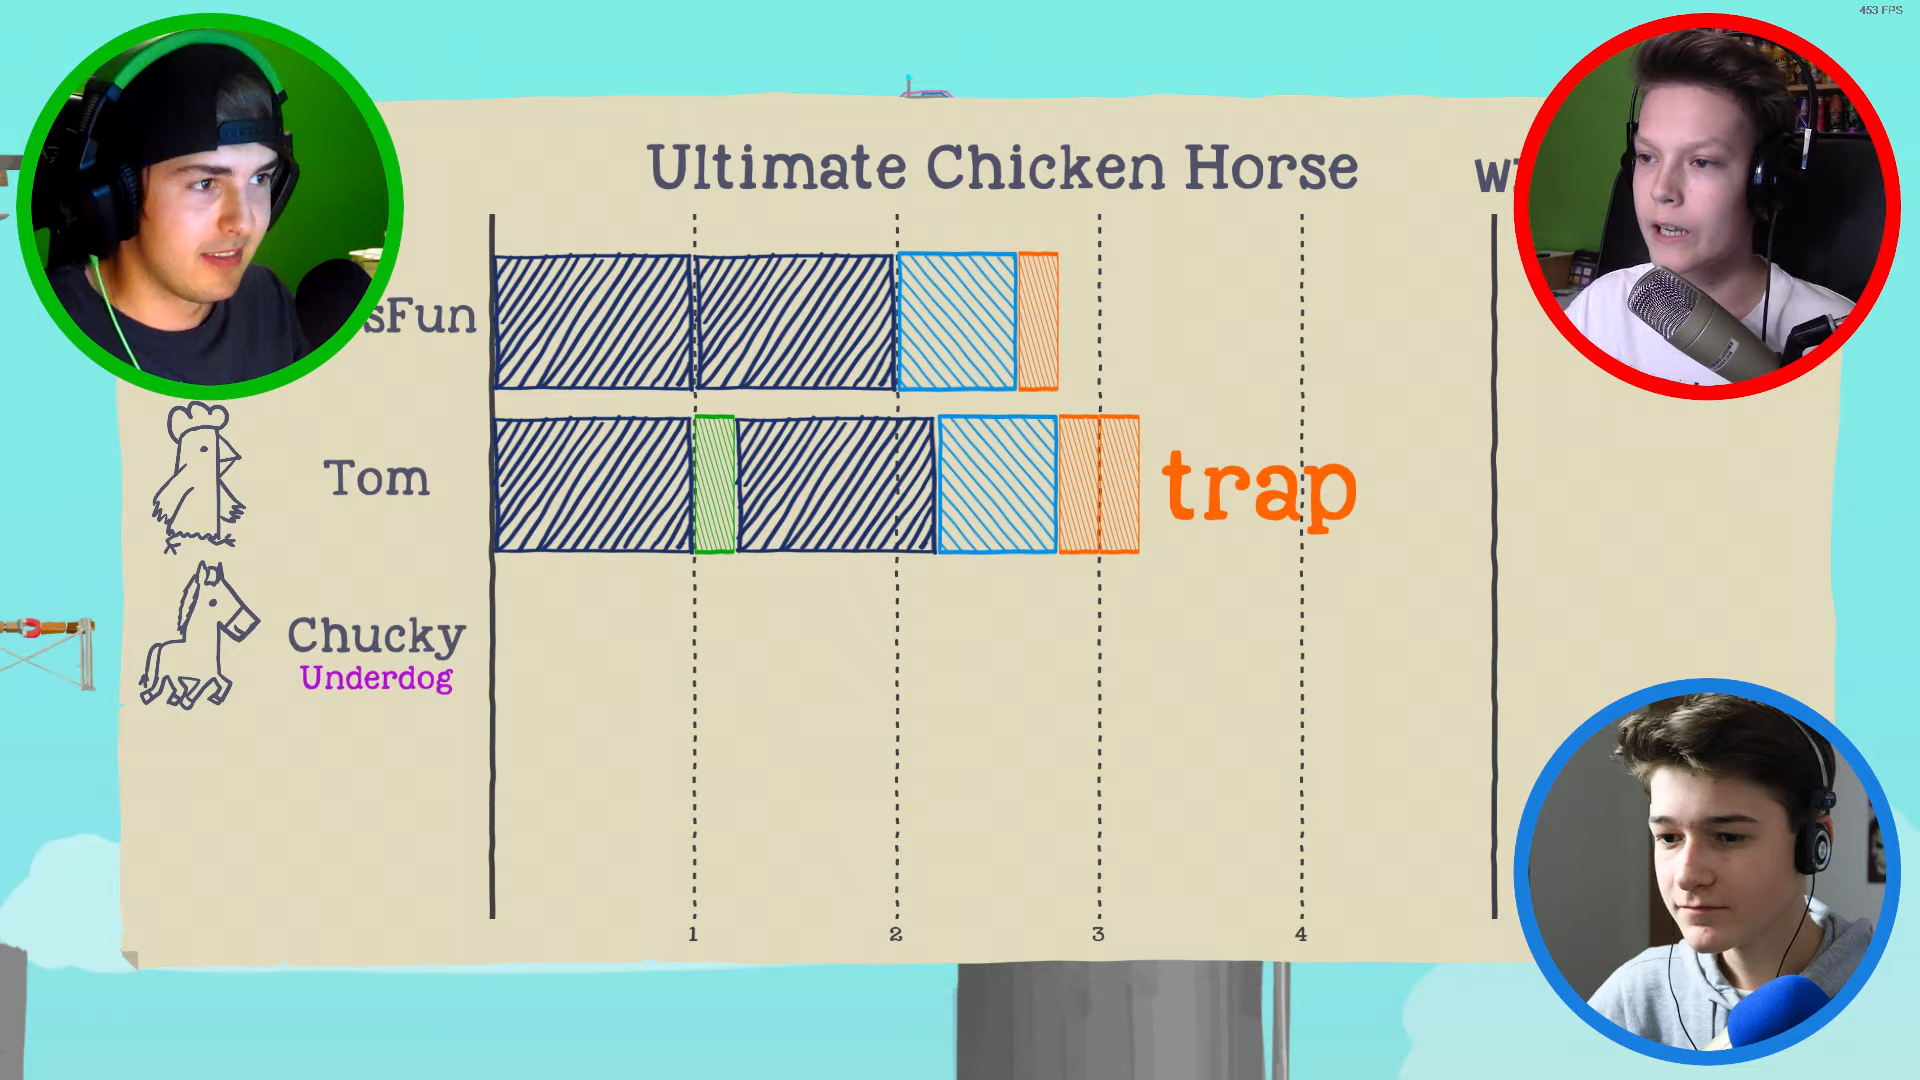 453 FPS
Ultimate Chicken Horse
sFun
Tom
trap
Chucky
Underdog
1 2 3 4